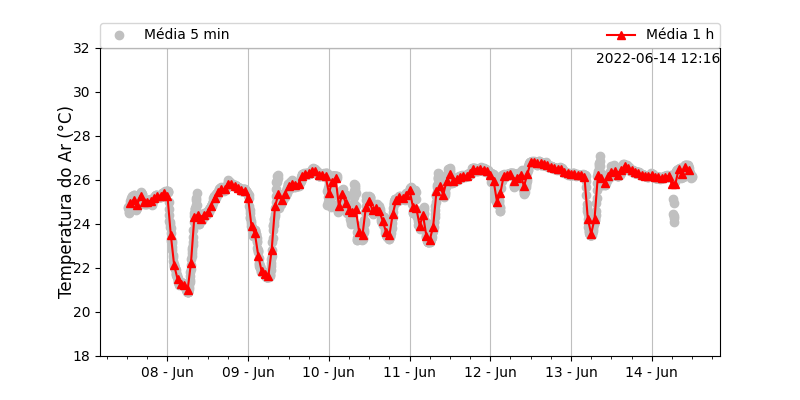 Média 5 min
Média 1 h
2022-06-14 12:16
Temperatura do Ar (°C)
32
30
28
26
24
22
20
18
08 - Jun
09 - Jun
10 - Jun
11 - Jun
12 - Jun
13 - Jun
14 - Jun